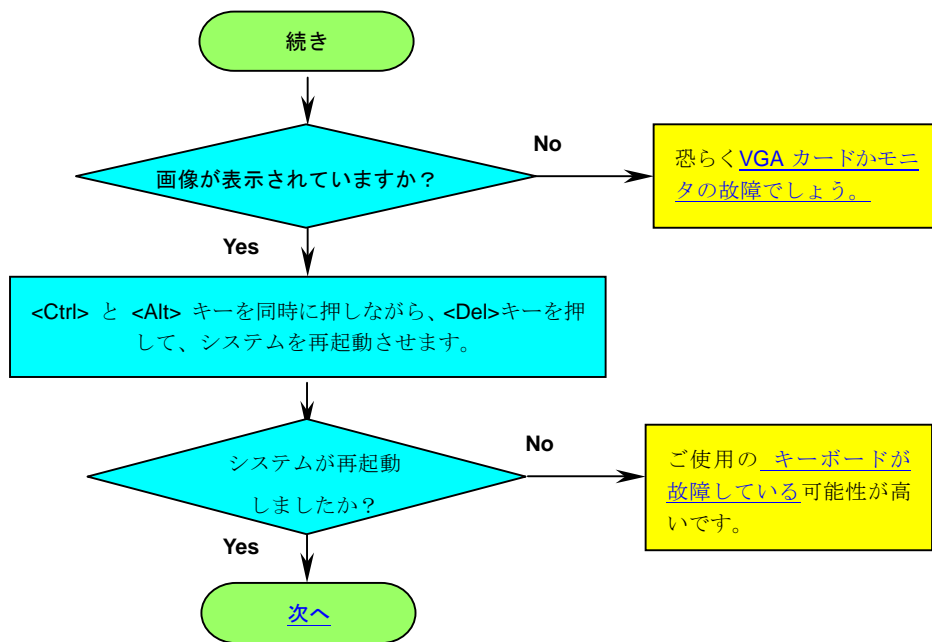 続き
画像が表示されていますか？
No
恐らくVGA カードかモニ
タの故障でしょう。
Yes
<Ctrl> と <Alt> キーを同時に押しながら、<Del>キーを押
して、システムを再起動させます。
システムが再起動
しましたか？
No
ご使用の キーボードが
故障している可能性が高
いです。
Yes
次へ